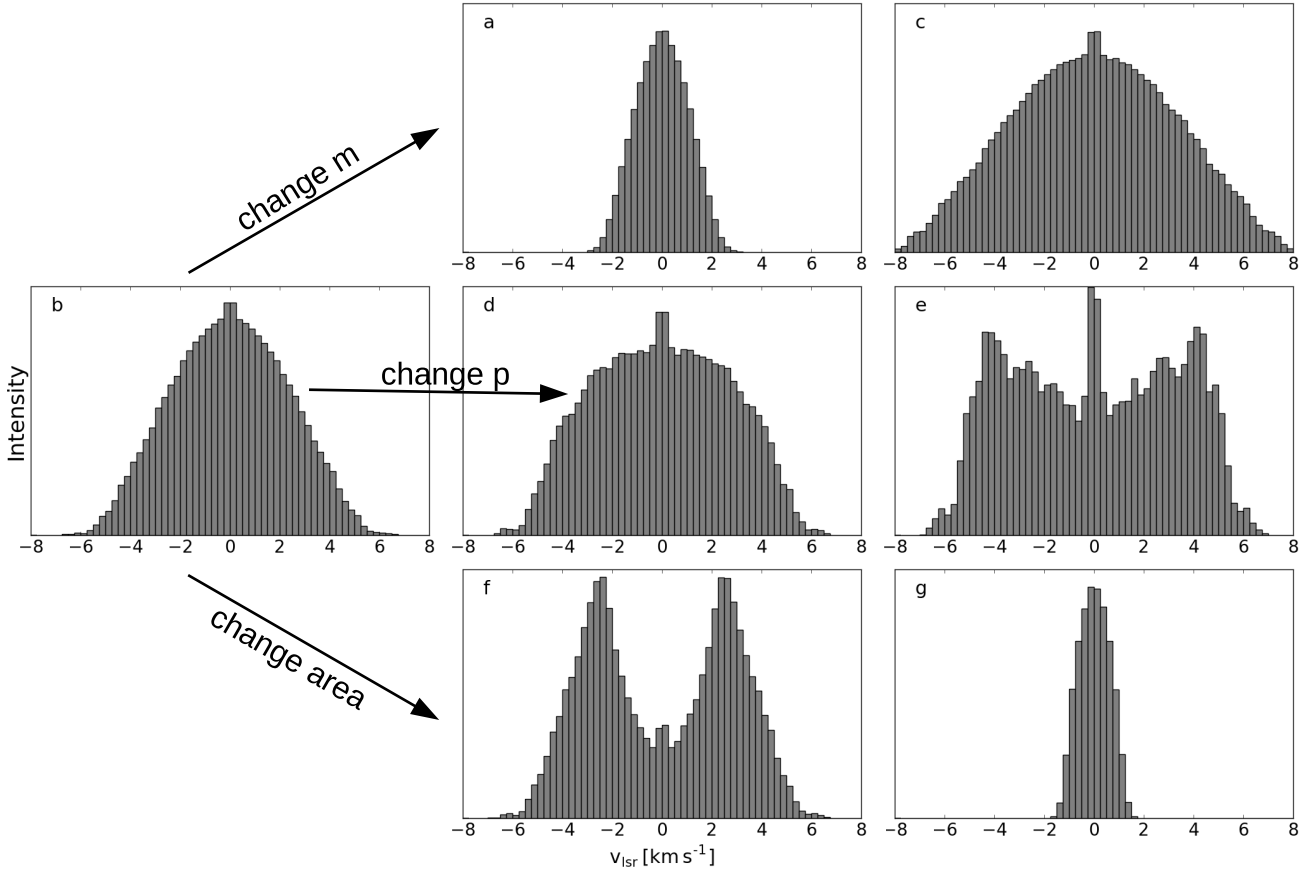 a
−8 −6 −4 −2 0 2 4 6 8
c
−8 −6 −4 −2 0 2 4 6 8
change m
b
−8 −6 −4 −2 0 2 4 6 8
Intensity
d
−8 −6 −4 −2 0 2 4 6 8
change p
e
−8 −6 −4 −2 0 2 4 6 8
change area
f
−8 −6 −4 −2 0 2 4 6 8
v_lsr [km s⁻¹]
g
−8 −6 −4 −2 0 2 4 6 8